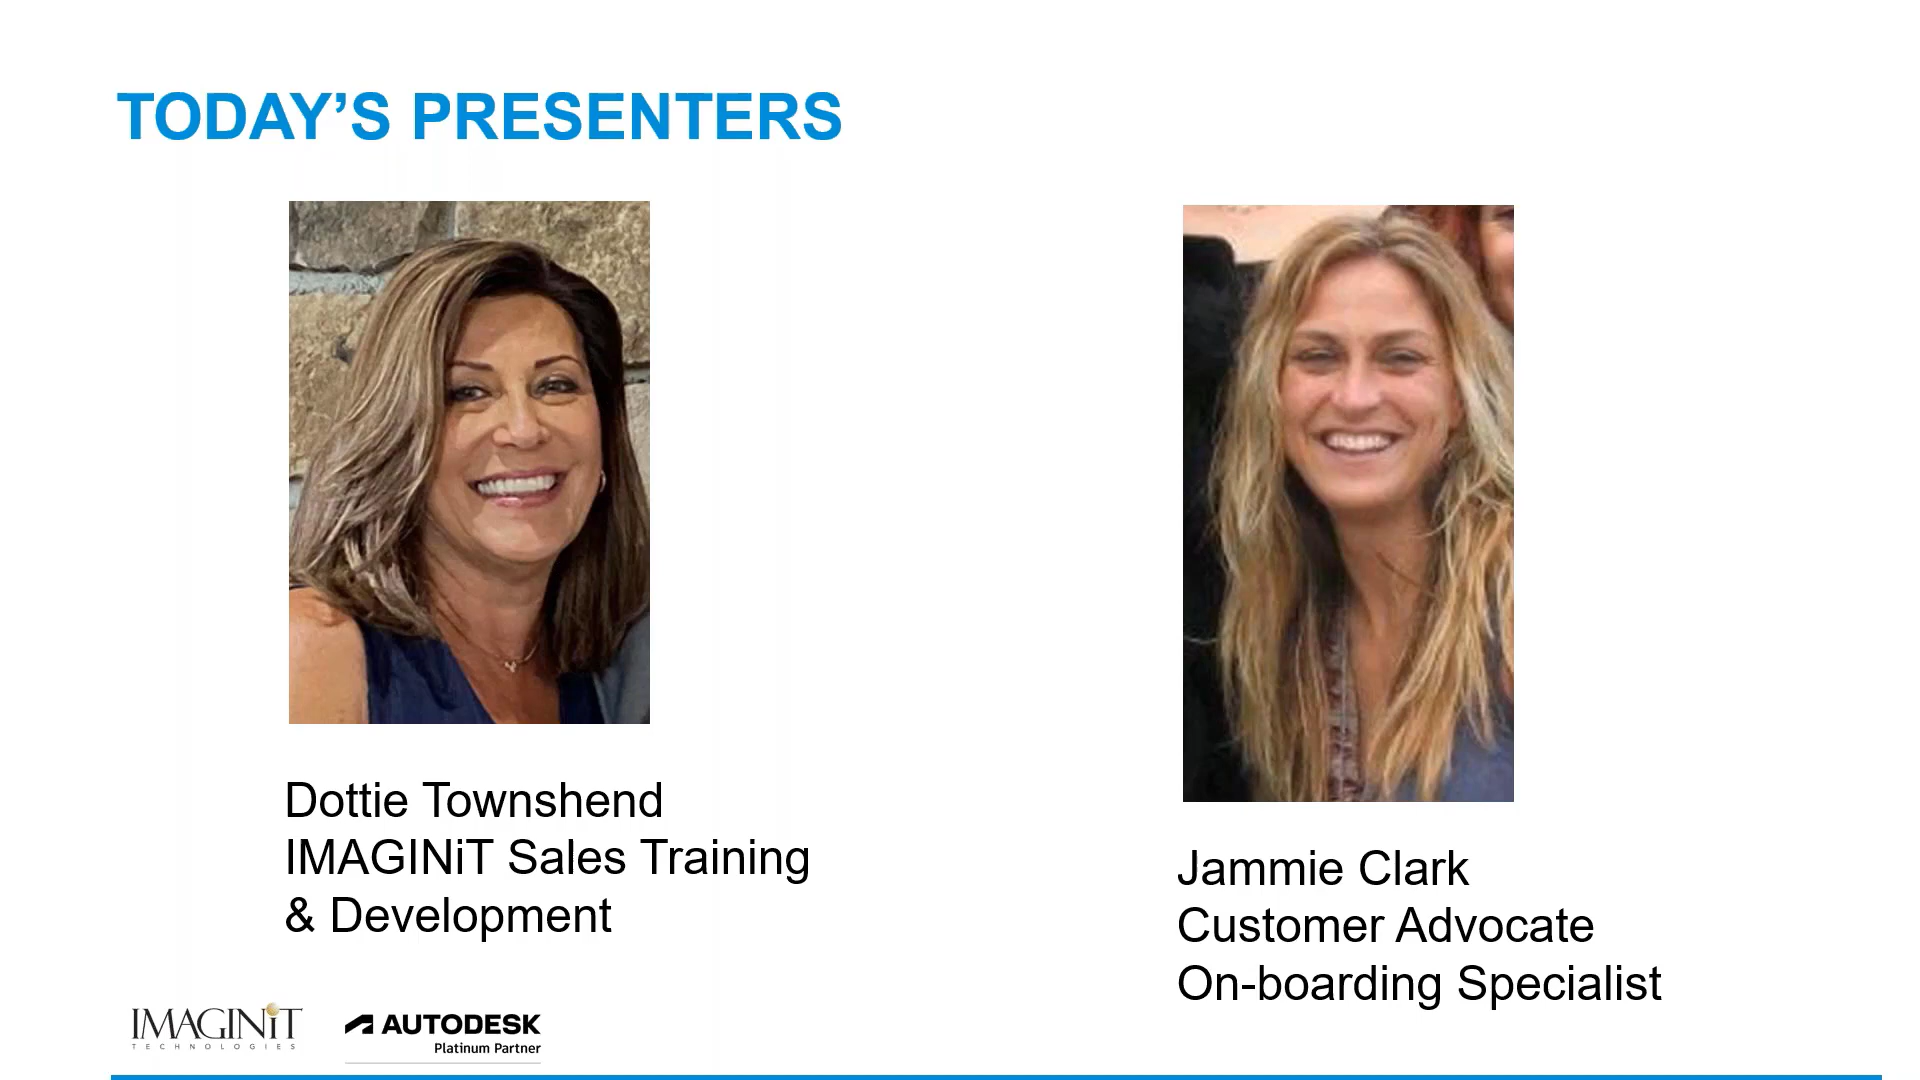 TODAY’S PRESENTERS
Dottie Townshend
IMAGINiT Sales Training
& Development
Jammie Clark
Customer Advocate
On-boarding Specialist
IMAGINiT
TECHNOLOGIES
AUTODESK
Platinum Partner